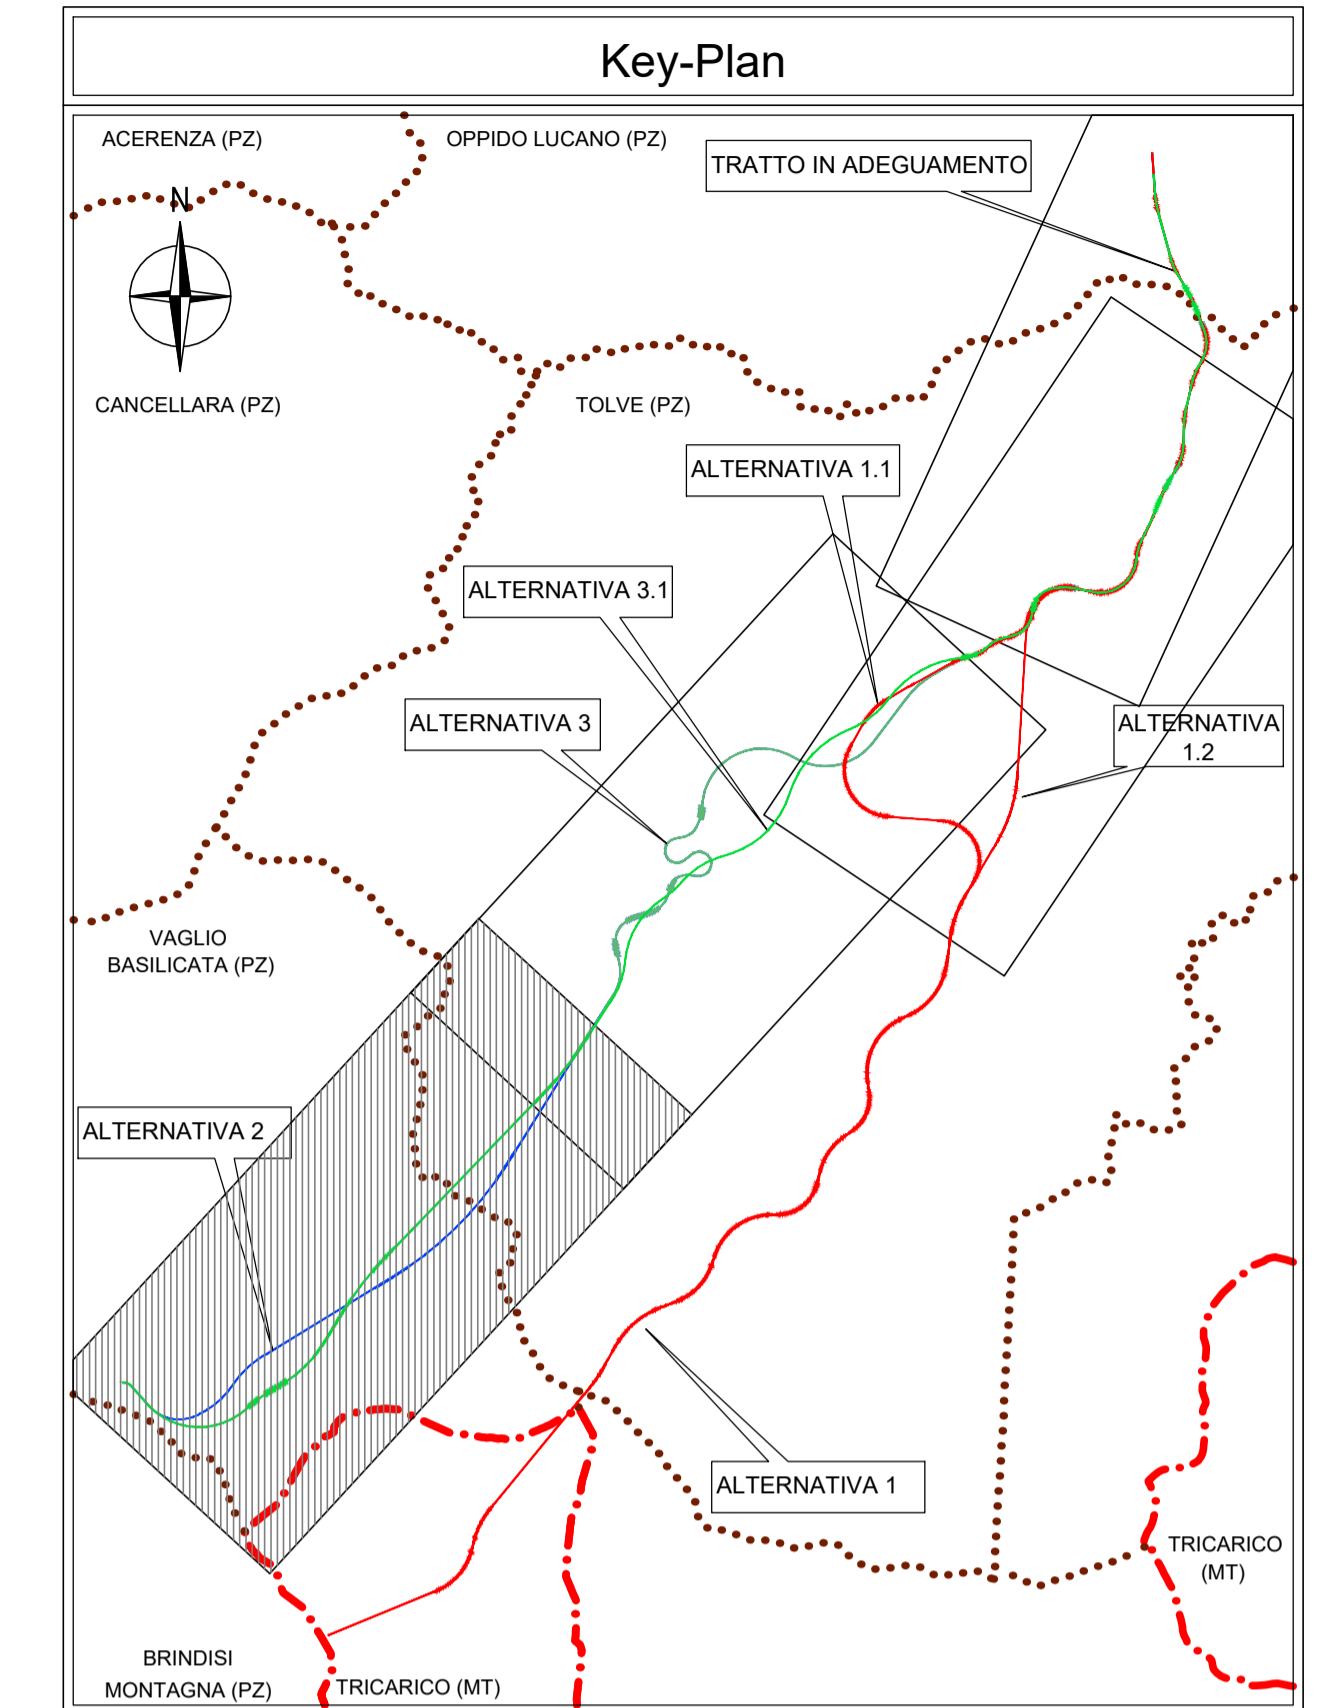 Key-Plan
ACERENZA (PZ)
OPPIDO LUCANO (PZ)
TRATTO IN ADEGUAMENTO
N
CANCELLARA (PZ)
TOLVE (PZ)
ALTERNATIVA 1.1
ALTERNATIVA 3.1
ALTERNATIVA 3
ALTERNATIVA
1.2
VAGLIO
BASILICATA (PZ)
ALTERNATIVA 2
ALTERNATIVA 1
TRICARICO
(MT)
BRINDISI
MONTAGNA (PZ)
TRICARICO (MT)